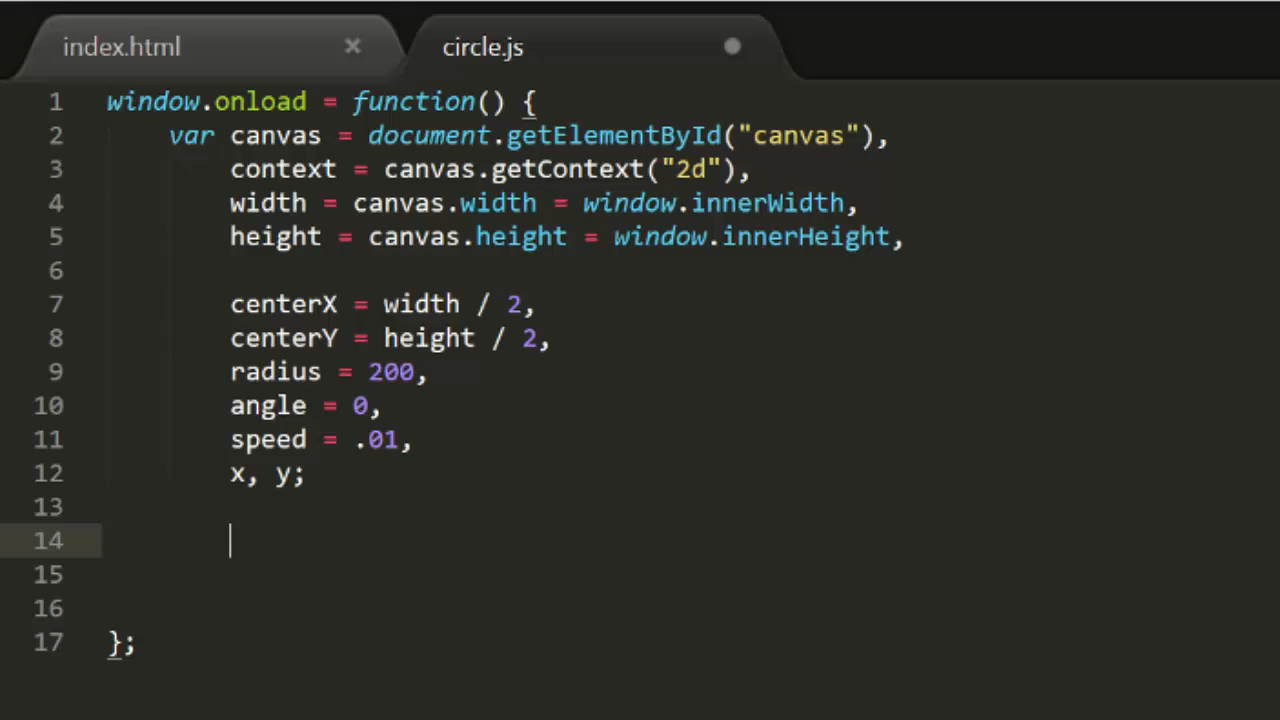 index.html × circle.js
1 window.onload = function() {
2 var canvas = document.getElementById("canvas"),
3 context = canvas.getContext("2d"),
4 width = canvas.width = window.innerWidth,
5 height = canvas.height = window.innerHeight,
6
7 centerX = width / 2,
8 centerY = height / 2,
9 radius = 200,
10 angle = 0,
11 speed = .01,
12 x, y;
13
14
15
16
17 };